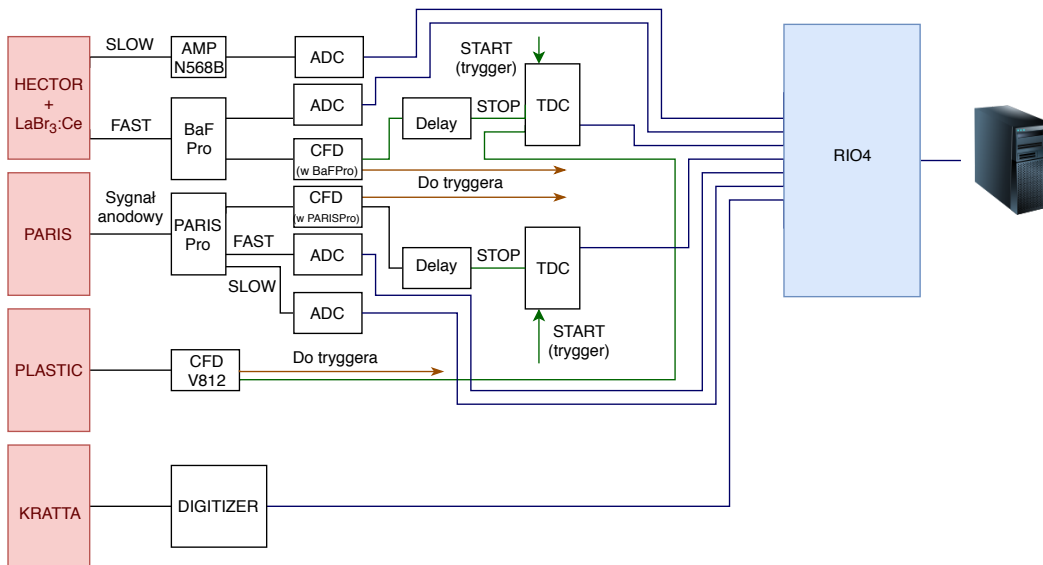 SLOW
AMP
N568B
ADC
START
(trygger)
HECTOR
+
LaBr₃:Ce
FAST
BaF
Pro
ADC
Delay
STOP
TDC
CFD
(w BaFPro)
RIO4
Do tryggera
PARIS
Sygnał
anodowy
PARIS
Pro
CFD
(w PARISPro)
FAST
ADC
Delay
STOP
TDC
SLOW
ADC
START
(trygger)
PLASTIC
CFD
V812
Do tryggera
KRATTA
DIGITIZER